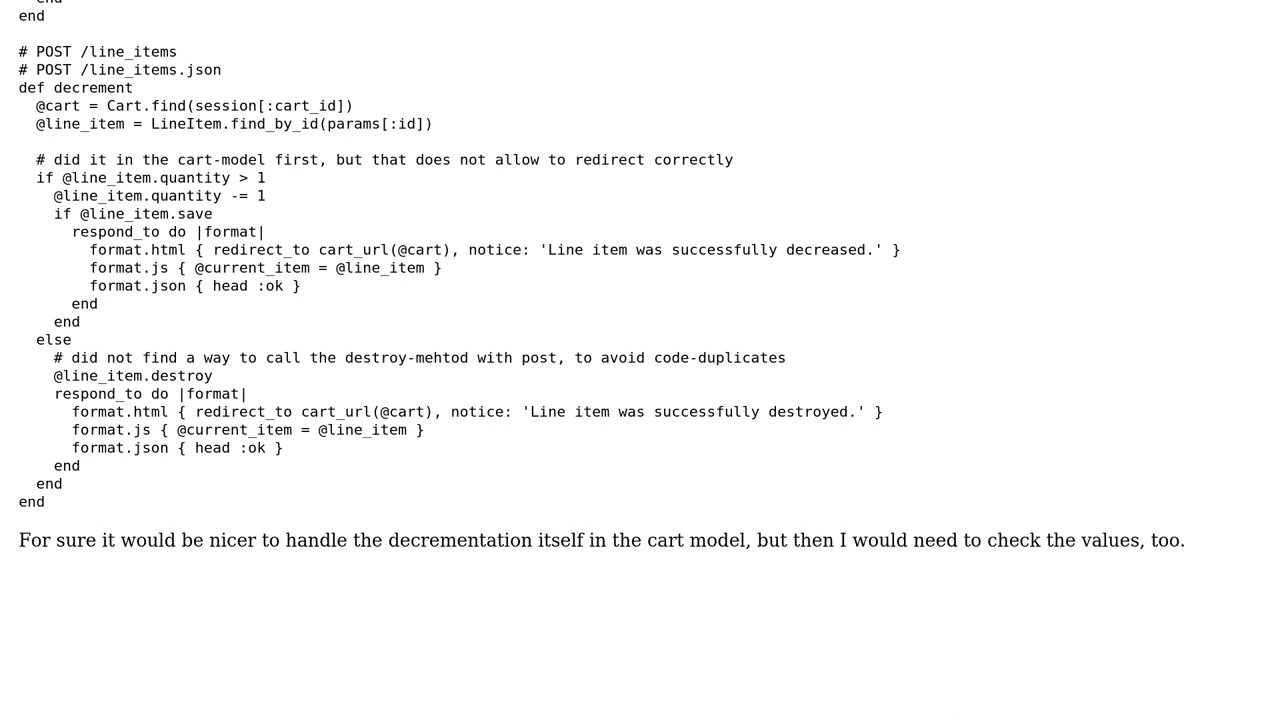 end

# POST /line_items
# POST /line_items.json
def decrement
  @cart = Cart.find(session[:cart_id])
  @line_item = LineItem.find_by_id(params[:id])

  # did it in the cart-model first, but that does not allow to redirect correctly
  if @line_item.quantity > 1
    @line_item.quantity -= 1
    if @line_item.save
      respond_to do |format|
        format.html { redirect_to cart_url(@cart), notice: 'Line item was successfully decreased.' }
        format.js { @current_item = @line_item }
        format.json { head :ok }
      end
    end
  else
    # did not find a way to call the destroy-mehtod with post, to avoid code-duplicates
    @line_item.destroy
    respond_to do |format|
      format.html { redirect_to cart_url(@cart), notice: 'Line item was successfully destroyed.' }
      format.js { @current_item = @line_item }
      format.json { head :ok }
    end
  end
end

For sure it would be nicer to handle the decrementation itself in the cart model, but then I would need to check the values, too.